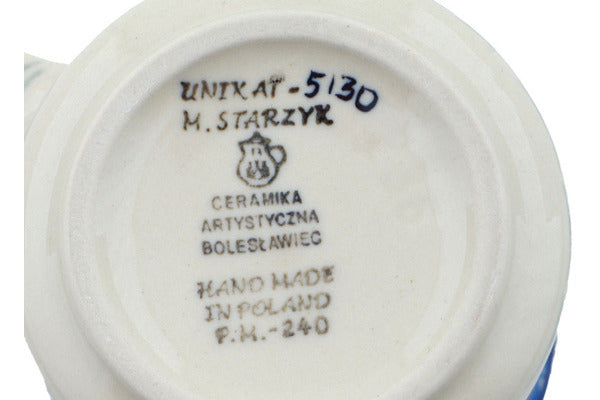 UNIKAT-5130
M. STARZYK
CERAMIKA
ARTYSTYCZNA
BOLESŁAWIEC
HAND MADE
IN POLAND
P.M.-240